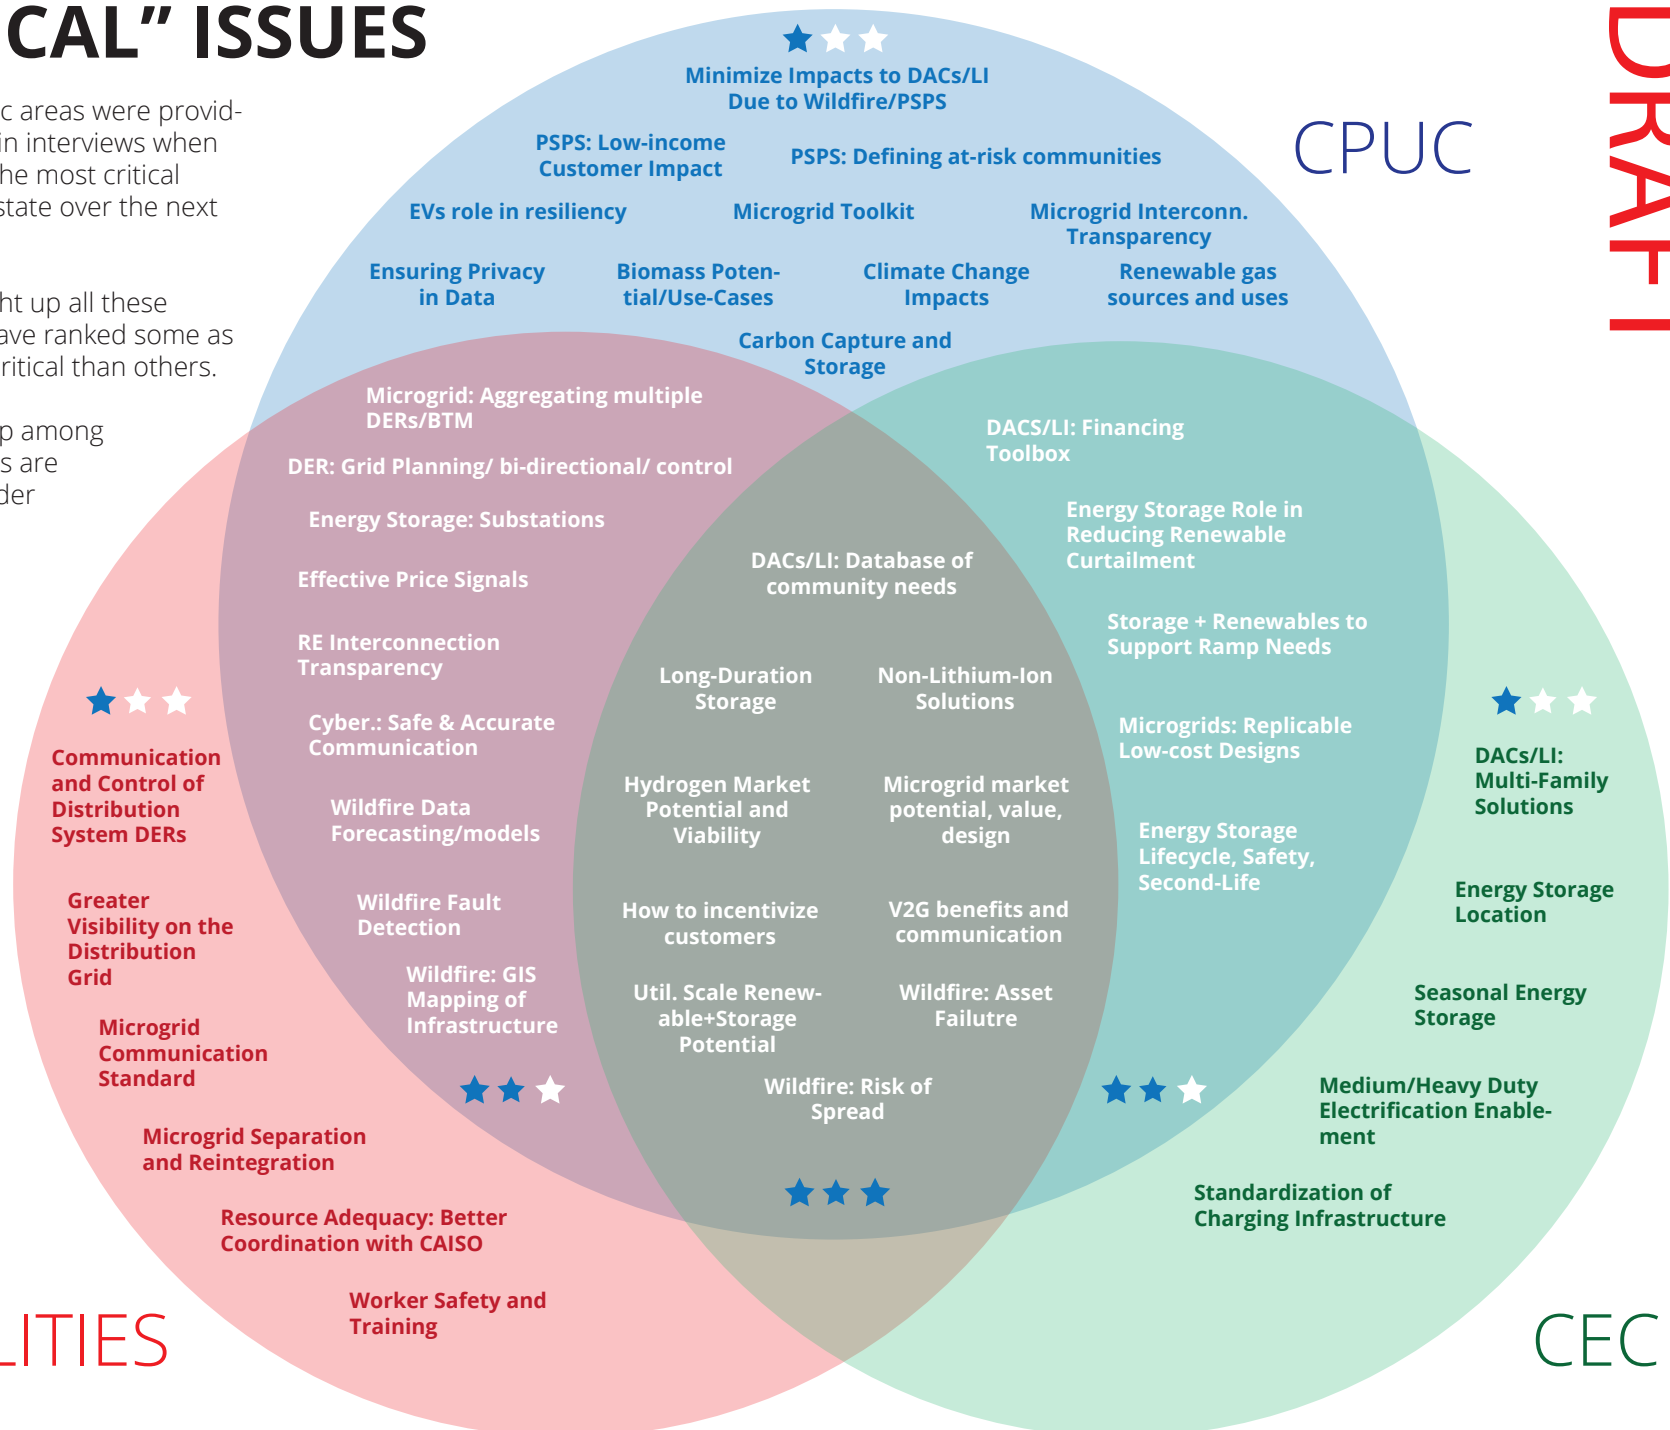 CAL” ISSUES
c areas were provid-
in interviews when
he most critical
state over the next
ht up all these
ave ranked some as
ritical than others.
p among
s are
der
DRAFT
CPUC
Minimize Impacts to DACs/LI
Due to Wildfire/PSPS
PSPS: Low-income
Customer Impact
PSPS: Defining at-risk communities
EVs role in resiliency
Microgrid Toolkit
Microgrid Interconn.
Transparency
Ensuring Privacy
in Data
Biomass Poten-
tial/Use-Cases
Climate Change
Impacts
Renewable gas
sources and uses
Carbon Capture and
Storage
Microgrid: Aggregating multiple
DERs/BTM
DER: Grid Planning/ bi-directional/ control
Energy Storage: Substations
Effective Price Signals
RE Interconnection
Transparency
Cyber.: Safe & Accurate
Communication
Wildfire Data
Forecasting/models
Wildfire Fault
Detection
Wildfire: GIS
Mapping of
Infrastructure
DACS/LI: Financing
Toolbox
Energy Storage Role in
Reducing Renewable
Curtailment
Storage + Renewables to
Support Ramp Needs
Microgrids: Replicable
Low-cost Designs
Energy Storage
Lifecycle, Safety,
Second-Life
DACs/LI: Database of
community needs
Long-Duration
Storage
Non-Lithium-Ion
Solutions
Hydrogen Market
Potential and
Viability
Microgrid market
potential, value,
design
How to incentivize
customers
V2G benefits and
communication
Util. Scale Renew-
able+Storage
Potential
Wildfire: Asset
Failutre
Wildfire: Risk of
Spread
Communication
and Control of
Distribution
System DERs
Greater
Visibility on the
Distribution
Grid
Microgrid
Communication
Standard
Microgrid Separation
and Reintegration
Resource Adequacy: Better
Coordination with CAISO
Worker Safety and
Training
LITIES
DACs/LI:
Multi-Family
Solutions
Energy Storage
Location
Seasonal Energy
Storage
Medium/Heavy Duty
Electrification Enable-
ment
Standardization of
Charging Infrastructure
CEC